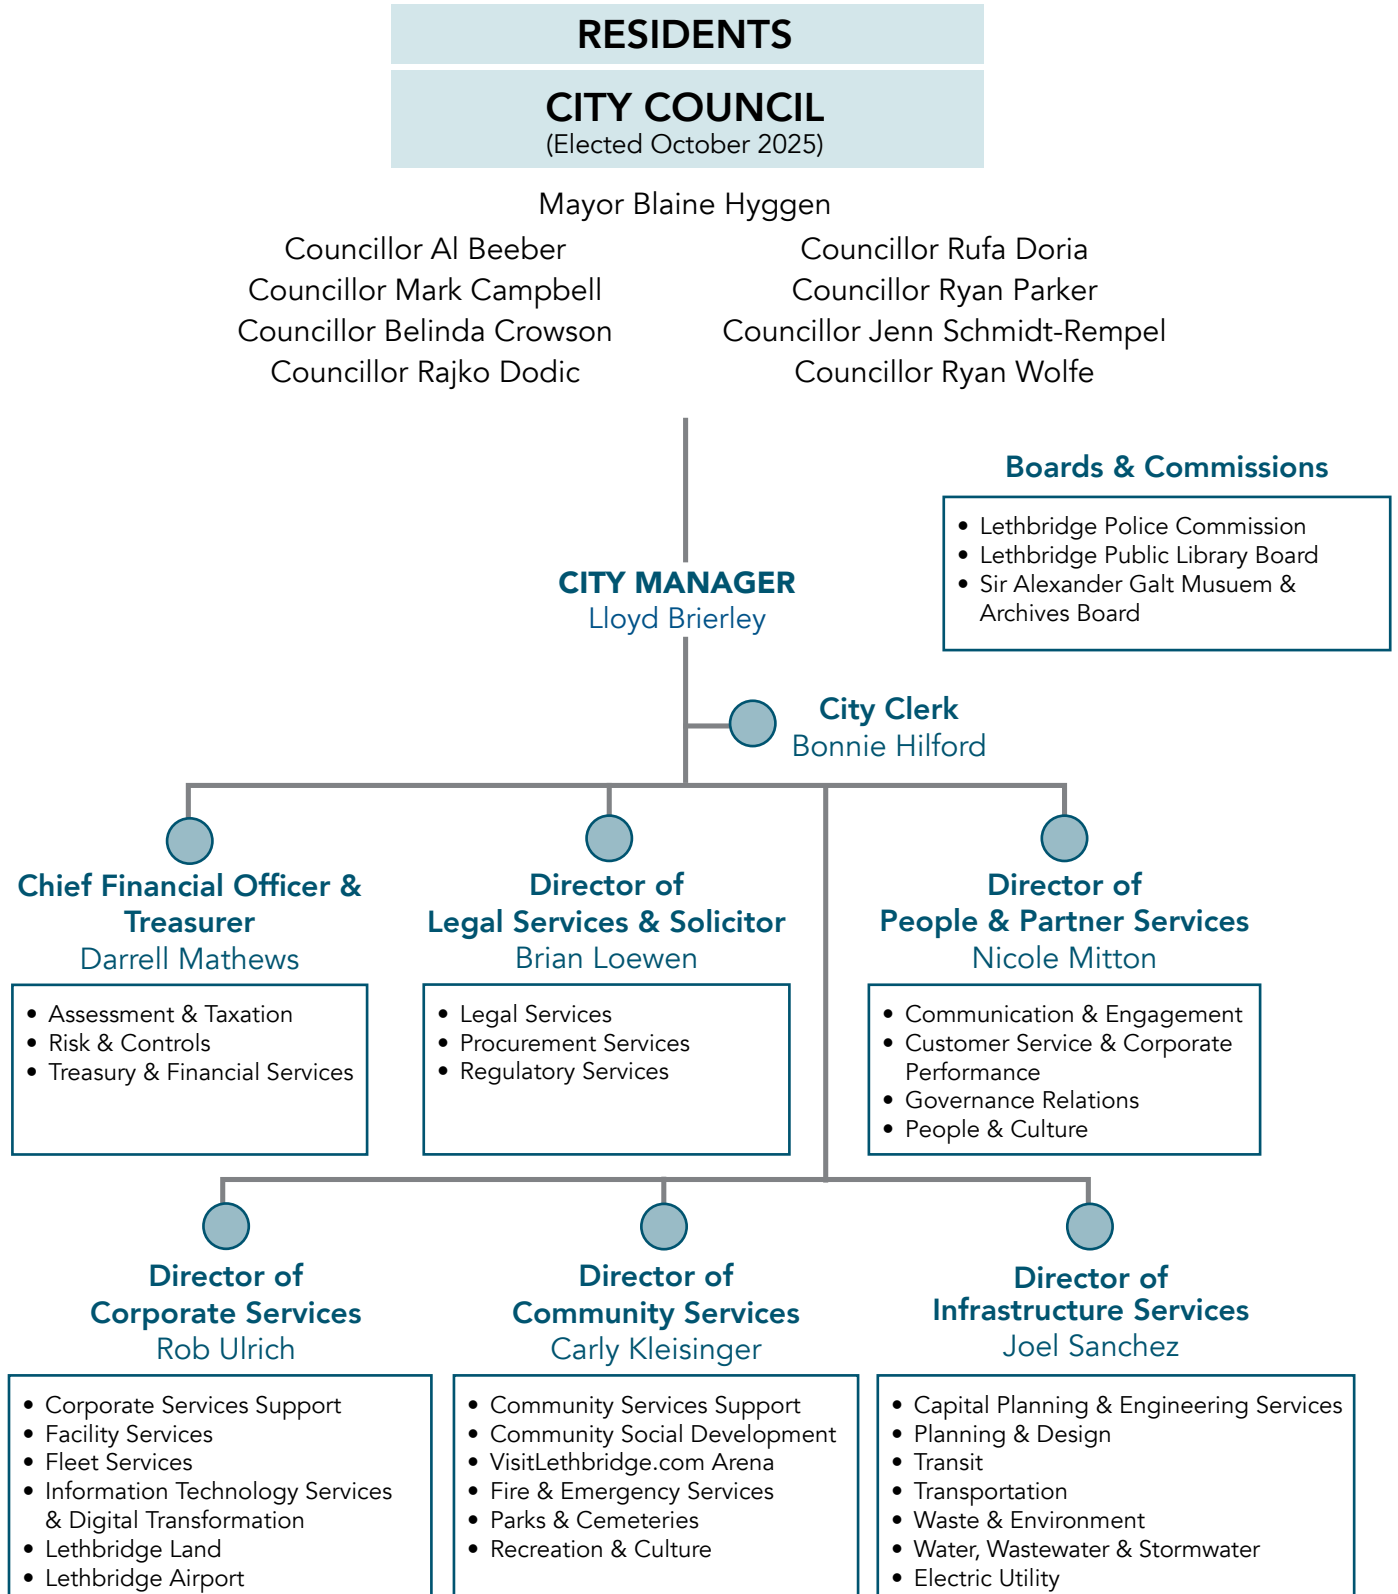 RESIDENTS
CITY COUNCIL
(Elected October 2025)
Mayor Blaine Hyggen
Councillor Al Beeber
Councillor Mark Campbell
Councillor Belinda Crowson
Councillor Rajko Dodic
Councillor Rufa Doria
Councillor Ryan Parker
Councillor Jenn Schmidt-Rempel
Councillor Ryan Wolfe
Boards & Commissions
• Lethbridge Police Commission
• Lethbridge Public Library Board
• Sir Alexander Galt Musuem &
Archives Board
CITY MANAGER
Lloyd Brierley
City Clerk
Bonnie Hilford
Chief Financial Officer &
Treasurer
Darrell Mathews
• Assessment & Taxation
• Risk & Controls
• Treasury & Financial Services
Director of
Legal Services & Solicitor
Brian Loewen
• Legal Services
• Procurement Services
• Regulatory Services
Director of
People & Partner Services
Nicole Mitton
• Communication & Engagement
• Customer Service & Corporate
Performance
• Governance Relations
• People & Culture
Director of
Corporate Services
Rob Ulrich
• Corporate Services Support
• Facility Services
• Fleet Services
• Information Technology Services
& Digital Transformation
• Lethbridge Land
• Lethbridge Airport
Director of
Community Services
Carly Kleisinger
• Community Services Support
• Community Social Development
• VisitLethbridge.com Arena
• Fire & Emergency Services
• Parks & Cemeteries
• Recreation & Culture
Director of
Infrastructure Services
Joel Sanchez
• Capital Planning & Engineering Services
• Planning & Design
• Transit
• Transportation
• Waste & Environment
• Water, Wastewater & Stormwater
• Electric Utility